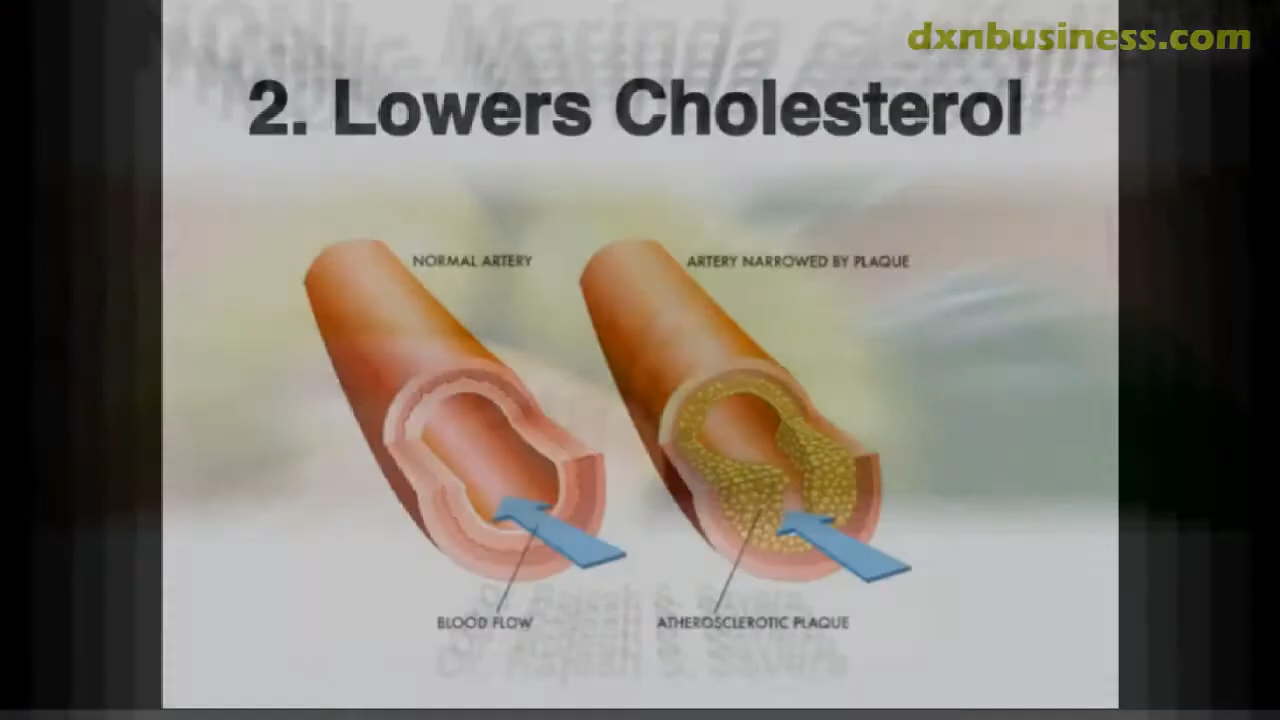 dxnbusiness.com
2. Lowers Cholesterol
NORMAL ARTERY
ARTERY NARROWED BY PLAQUE
BLOOD FLOW
ATHEROSCLEROTIC PLAQUE